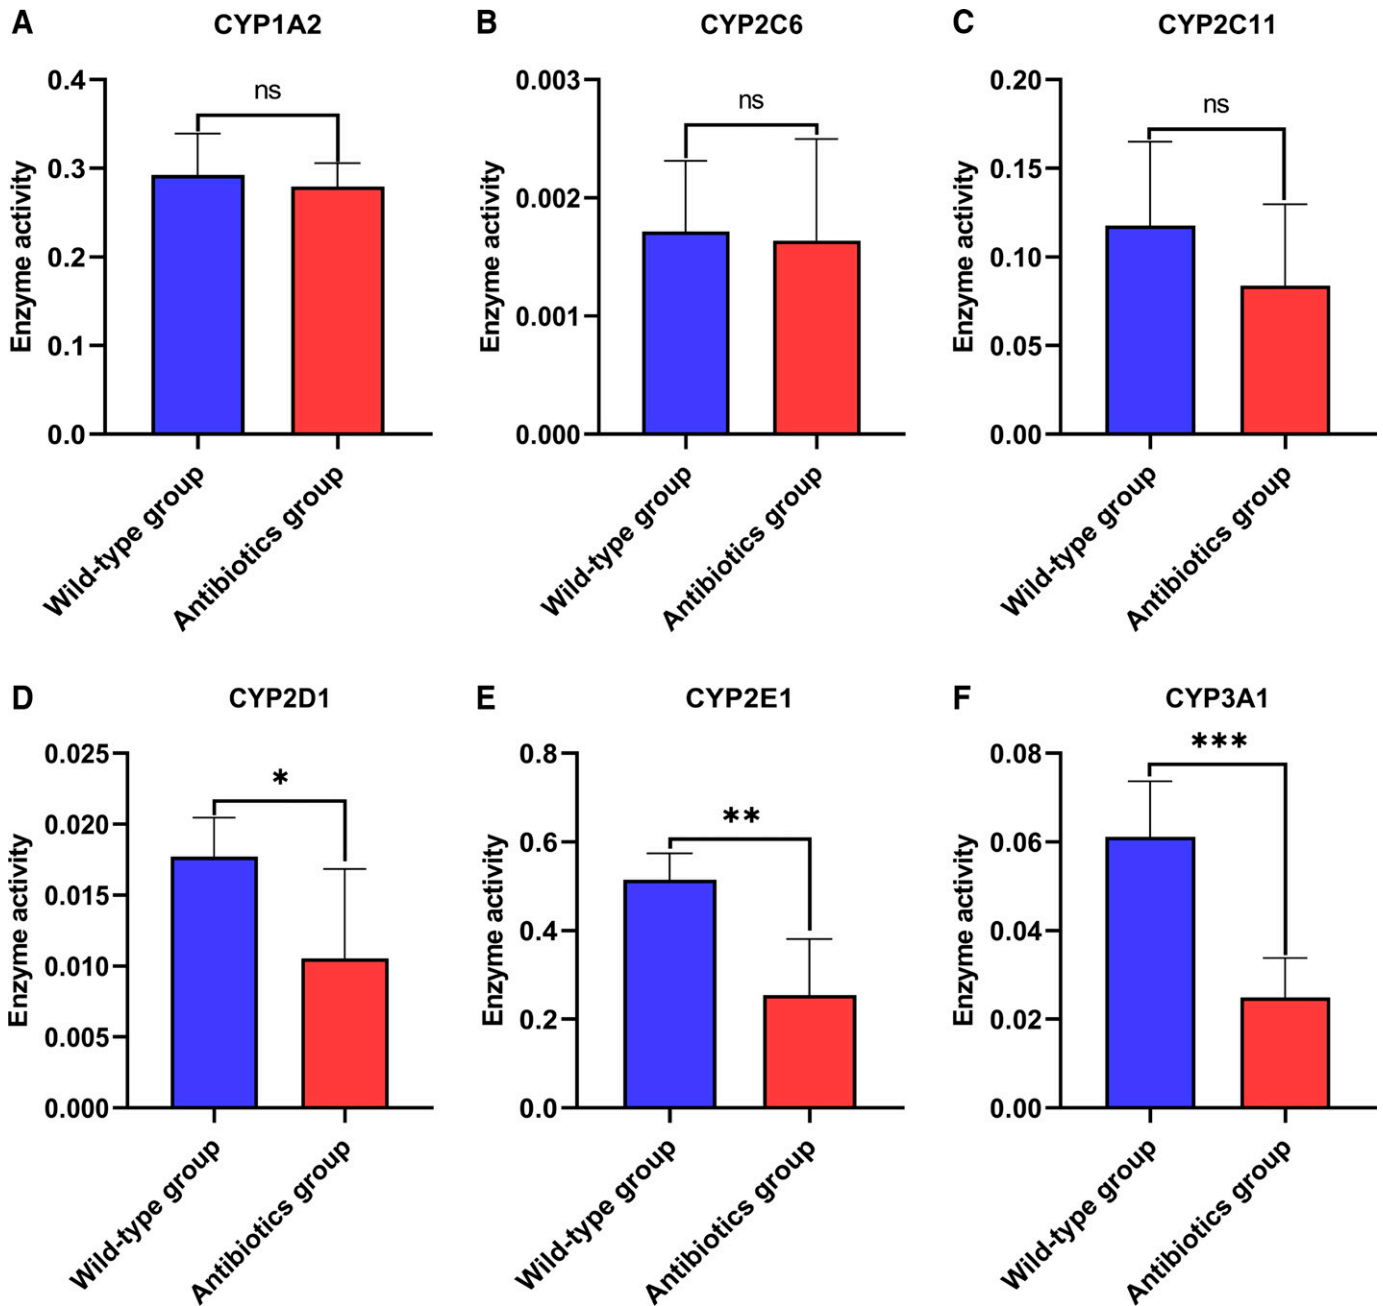 A CYP1A2
Enzyme activity
0.4
0.3
0.2
0.1
0.0
ns
Wild-type group
Antibiotics group
B CYP2C6
Enzyme activity
0.003
0.002
0.001
0.000
ns
Wild-type group
Antibiotics group
C CYP2C11
Enzyme activity
0.20
0.15
0.10
0.05
0.00
ns
Wild-type group
Antibiotics group
D CYP2D1
Enzyme activity
0.025
0.020
0.015
0.010
0.005
0.000
*
Wild-type group
Antibiotics group
E CYP2E1
Enzyme activity
0.8
0.6
0.4
0.2
0.0
**
Wild-type group
Antibiotics group
F CYP3A1
Enzyme activity
0.08
0.06
0.04
0.02
0.00
***
Wild-type group
Antibiotics group